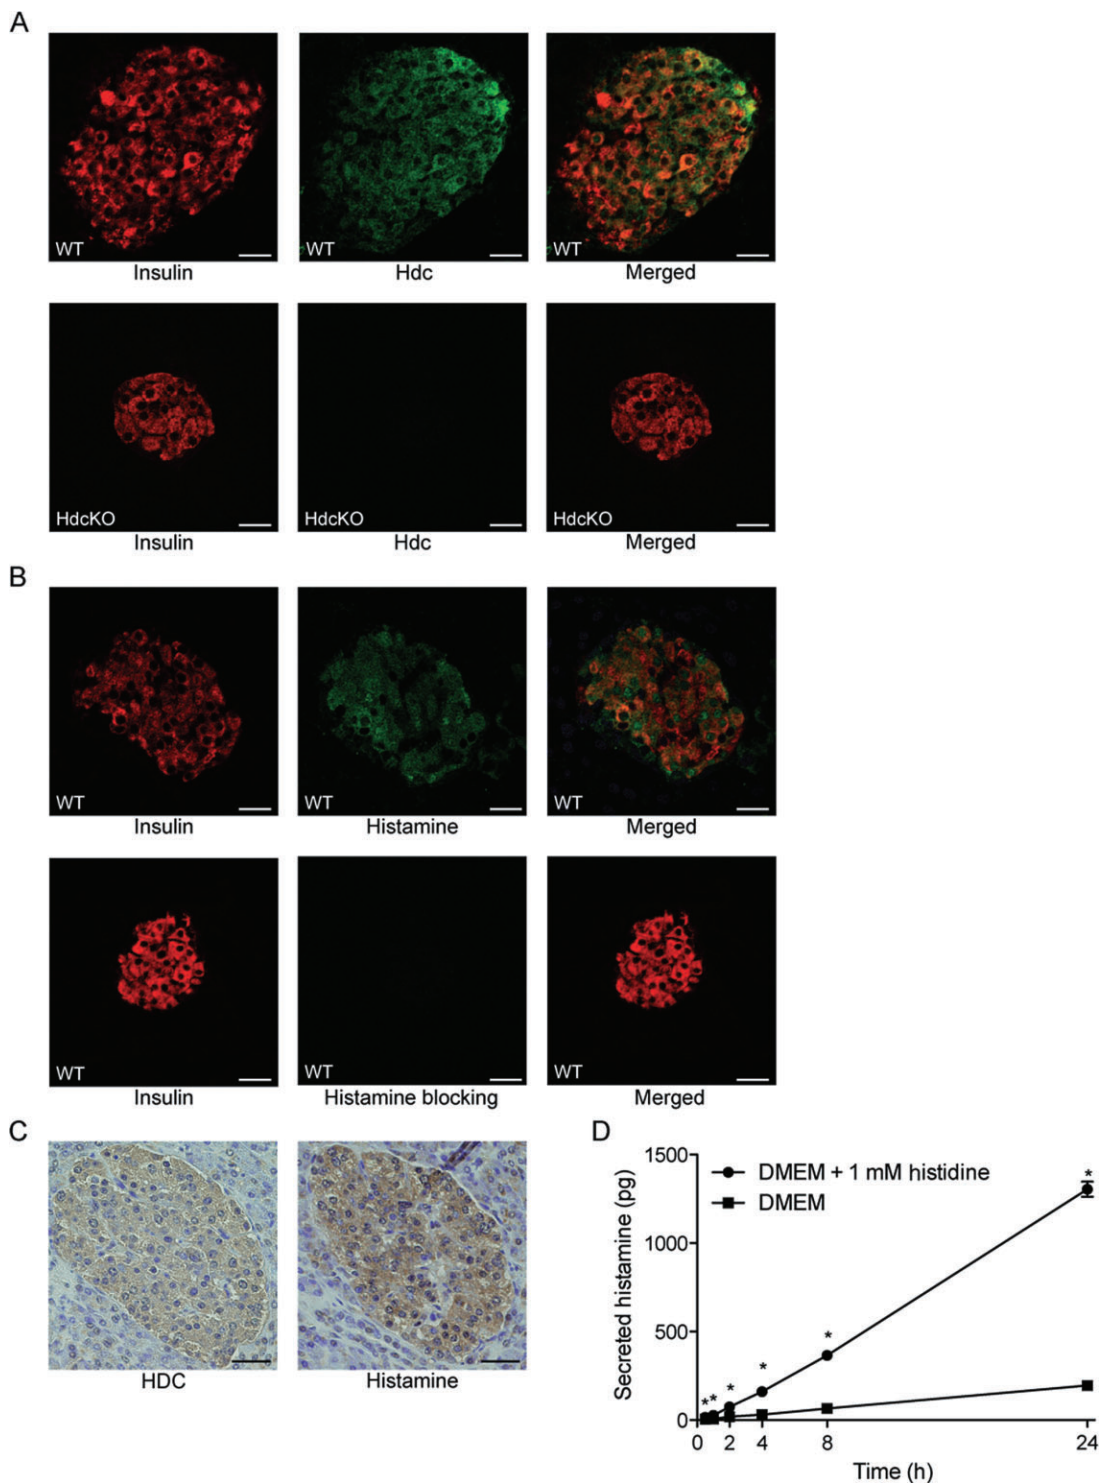 A
WT
WT
WT
Insulin
Hdc
Merged
HdcKO
HdcKO
HdcKO
Insulin
Hdc
Merged
B
WT
WT
WT
Insulin
Histamine
Merged
WT
WT
WT
Insulin
Histamine blocking
Merged
C
HDC
Histamine
D
Secreted histamine (pg)
1500
1000
500
0
DMEM + 1 mM histidine
DMEM
* * * * * *
0 2 4 8 24
Time (h)